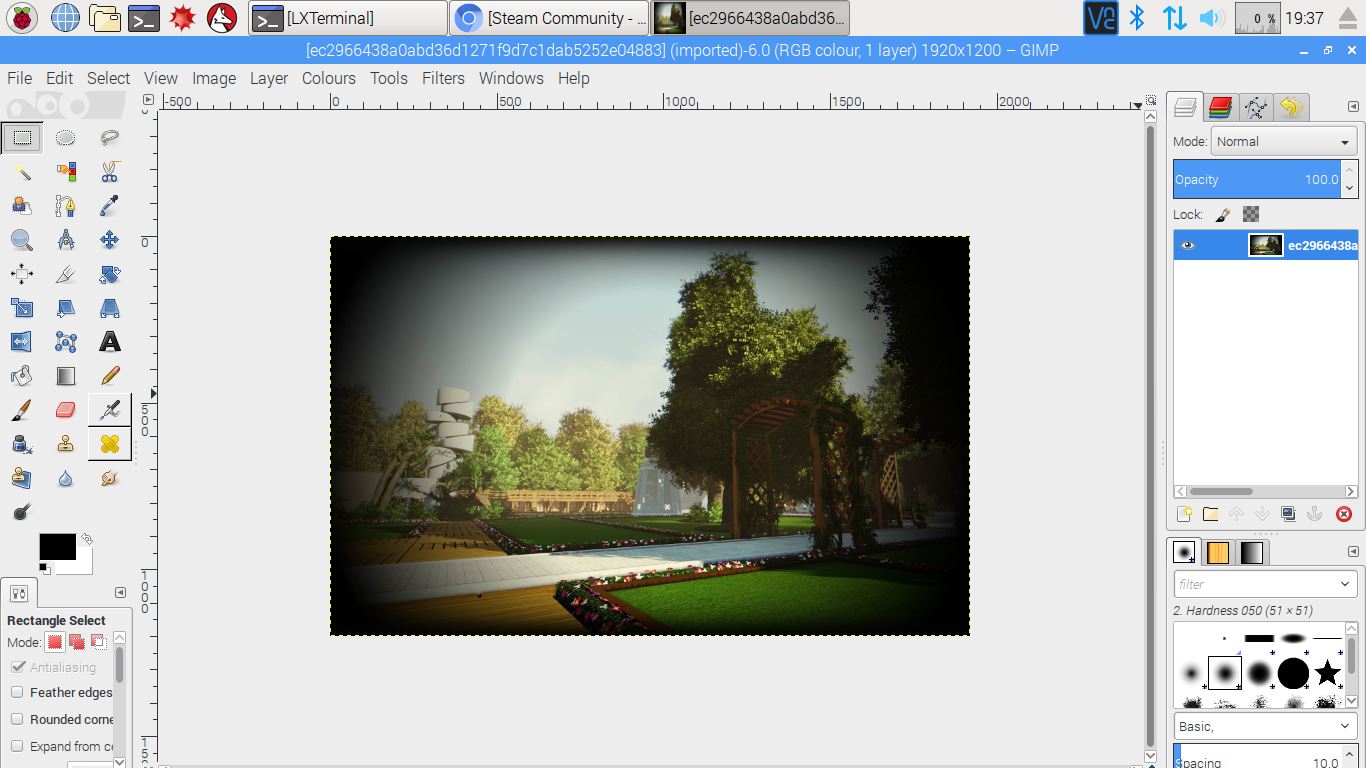 [LXTerminal]
[Steam Community - ...
[ec2966438a0abd36...
V2
0 %
19:37
[ec2966438a0abd36d1271f9d7c1dab5252e04883] (imported)-6.0 (RGB colour, 1 layer) 1920x1200 – GIMP
File Edit Select View Image Layer Colours Tools Filters Windows Help
-500 0 500 1000 1500 2000
0
500
1000
15
Mode: Normal
Opacity 100.0
Lock:
ec2966438a
Rectangle Select
Mode:
Antialiasing
Feather edges
Rounded corne
Expand from ce
filter
2. Hardness 050 (51 × 51)
Basic,
Spacing 10.0